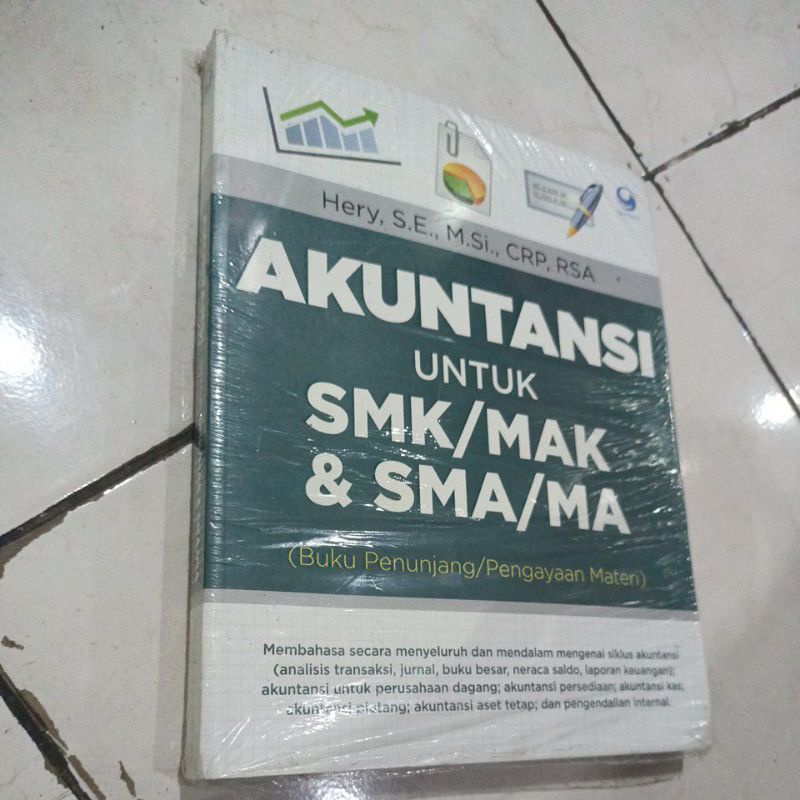 Hery, S.E., M.Si., CRP, RSA
AKUNTANSI
UNTUK
SMK/MAK
& SMA/MA
(Buku Penunjang/Pengayaan Materi)
Membahasa secara menyeluruh dan mendalam mengenai siklus akuntansi
(analisis transaksi, jurnal, buku besar, neraca saldo, laporan keuangan);
akuntansi untuk perusahaan dagang; akuntansi persediaan; akuntansi kas;
akuntansi piutang; akuntansi aset tetap; dan pengendalian internal.